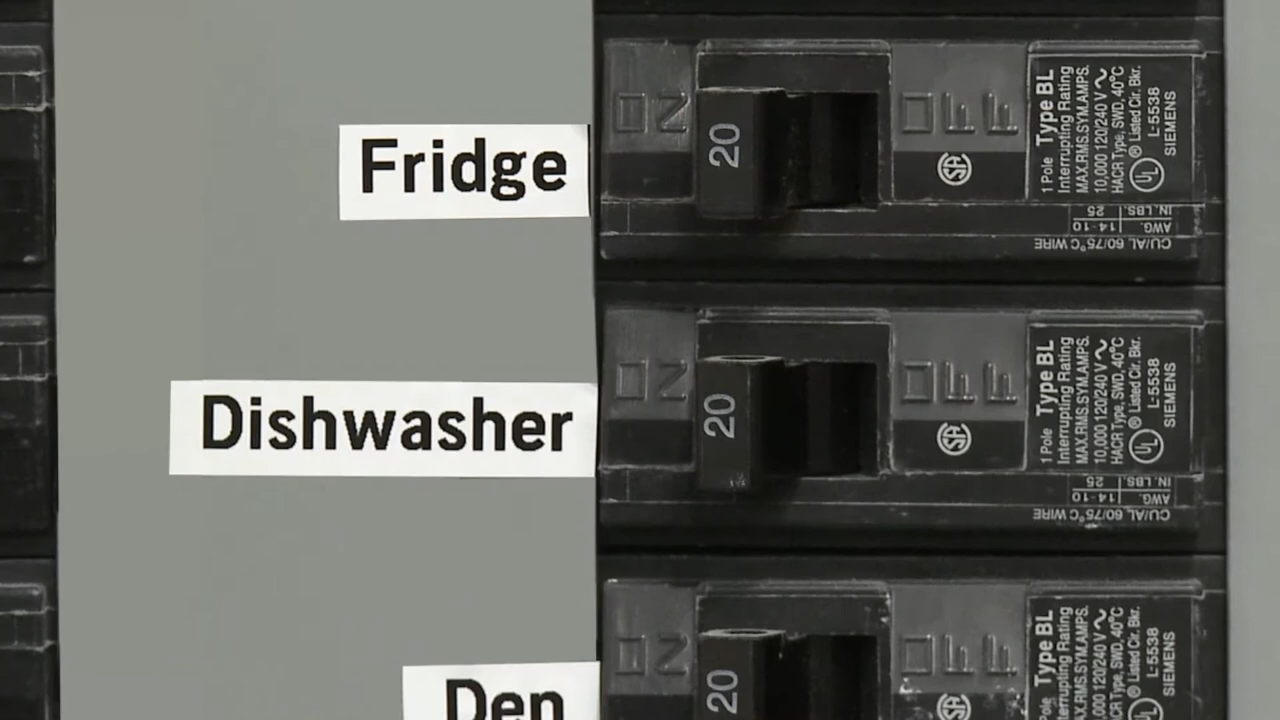 Fridge
ON
20
OFF
SA
1 Pole Type BL
Interrupting Rating
MAX.RMS.SYM.AMPS.
10,000 120/240 V
HACR Type, SWD, 40°C
UL ® Listed Cir. Bkr.
L-5538
SIEMENS
CU/AL 60/75°C WIRE
AWG. 14-10
IN. LBS. 25
Dishwasher
ON
20
OFF
SA
1 Pole Type BL
Interrupting Rating
MAX.RMS.SYM.AMPS.
10,000 120/240 V
HACR Type, SWD, 40°C
UL ® Listed Cir. Bkr.
L-5538
SIEMENS
CU/AL 60/75°C WIRE
AWG. 14-10
IN. LBS. 25
Den
ON
20
OFF
SA
Type BL
Interrupting Rating
MAX.RMS.SYM.AMPS.
120/240 V
HACR Type, SWD, 40°C
® Listed Cir. Bkr.
L-5538
SIEMENS